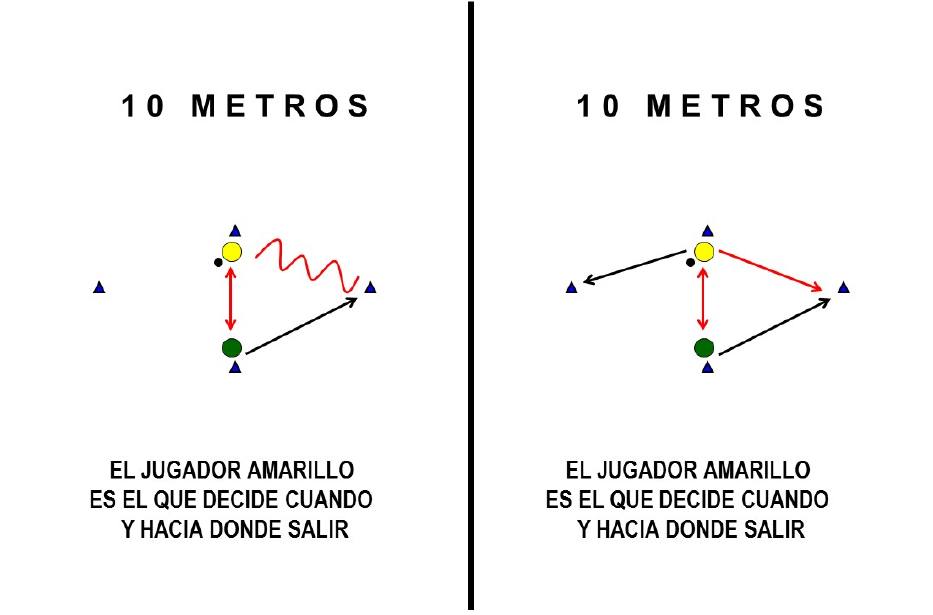 10 METROS
EL JUGADOR AMARILLO
ES EL QUE DECIDE CUANDO
Y HACIA DONDE SALIR
10 METROS
EL JUGADOR AMARILLO
ES EL QUE DECIDE CUANDO
Y HACIA DONDE SALIR